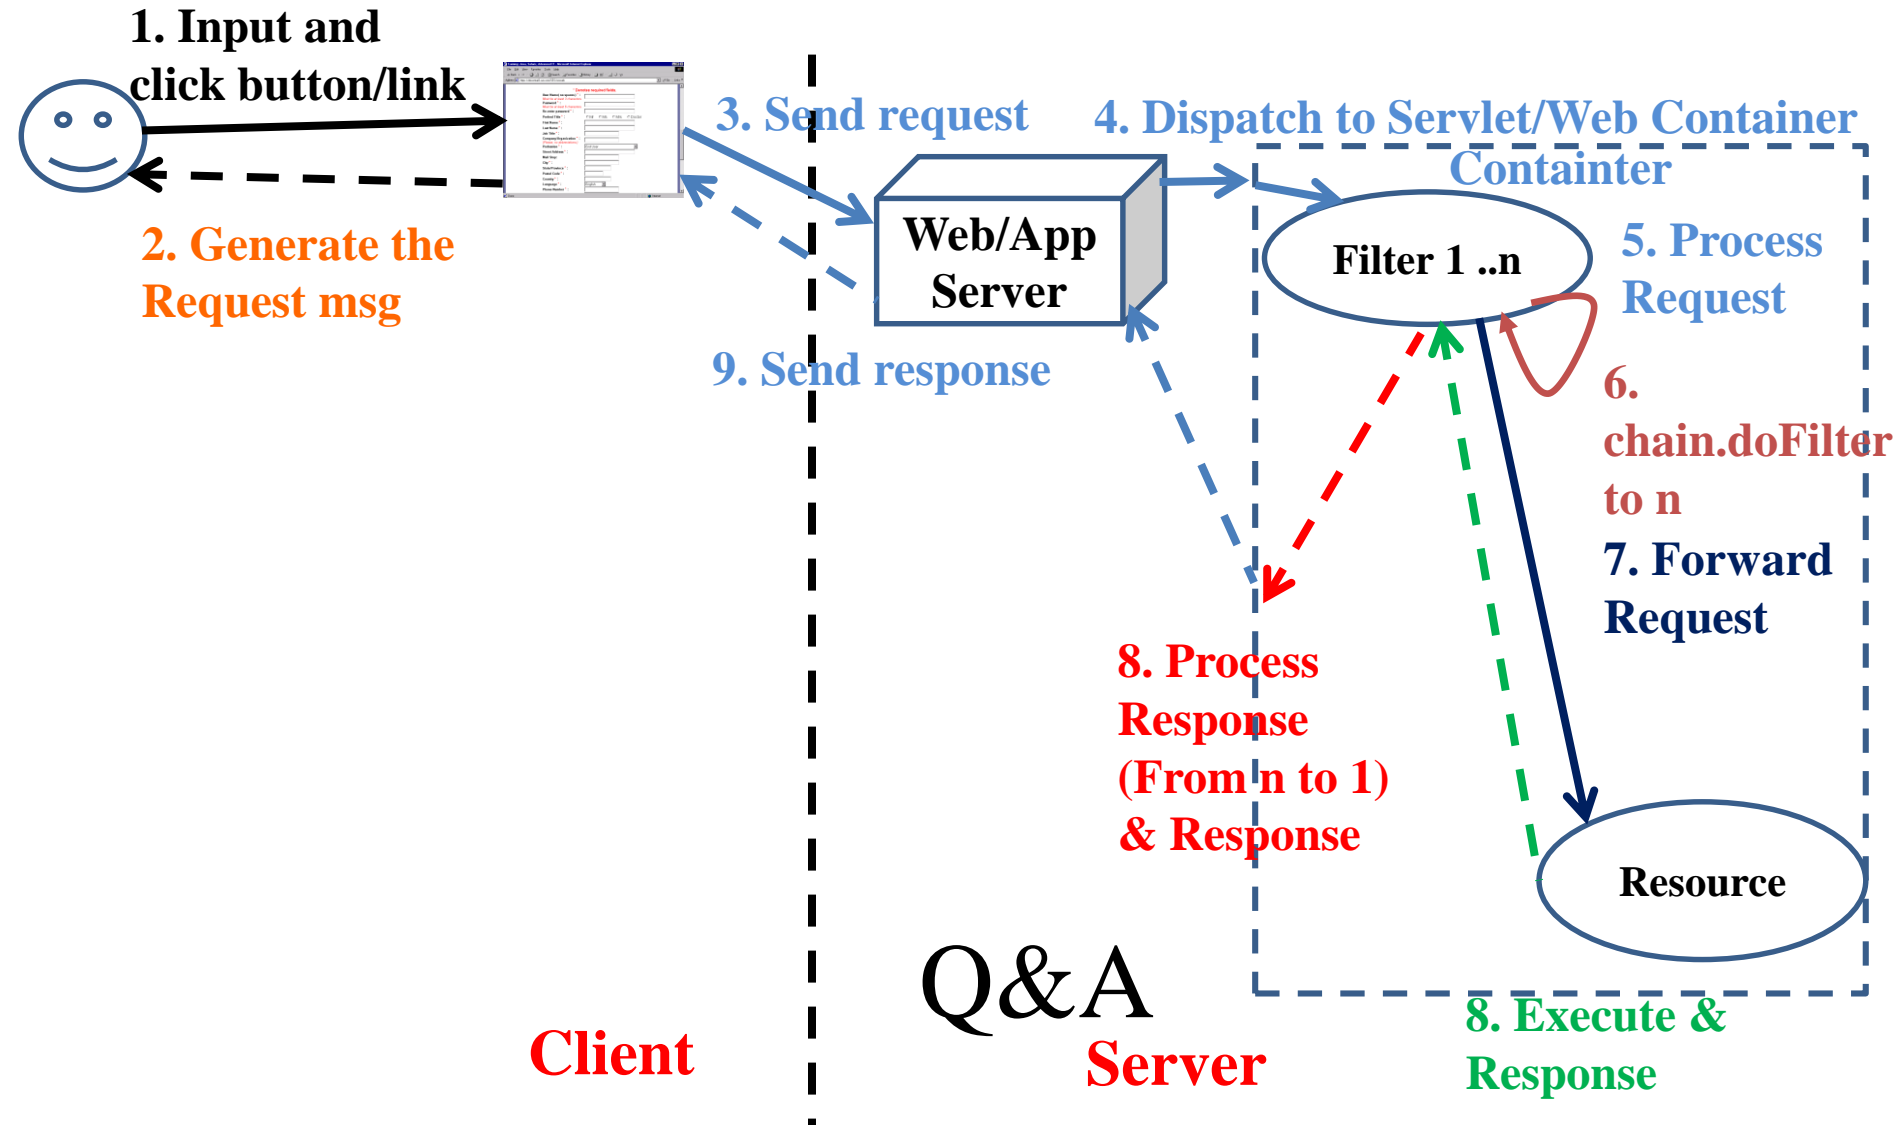 1. Input and
click button/link
2. Generate the
Request msg
3. Send request
4. Dispatch to Servlet/Web Container
Containter
Web/App
Server
Filter 1 ..n
5. Process
Request
6.
chain.doFilter
to n
7. Forward
Request
9. Send response
8. Process
Response
(From n to 1)
& Response
Resource
8. Execute &
Response
Q&A
Client
Server